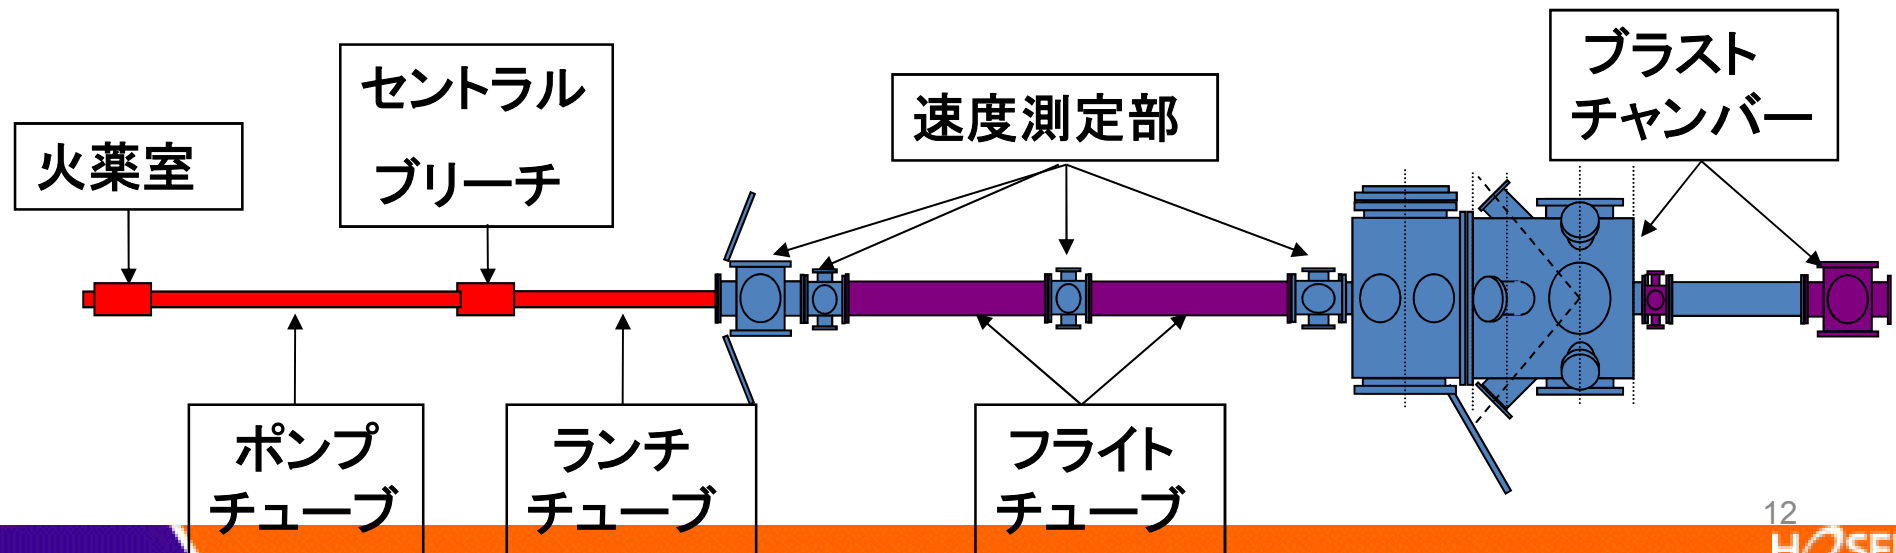 火薬室
セントラル
ブリーチ
速度測定部
ブラスト
チャンバー
ポンプ
チューブ
ランチ
チューブ
フライト
チューブ
12